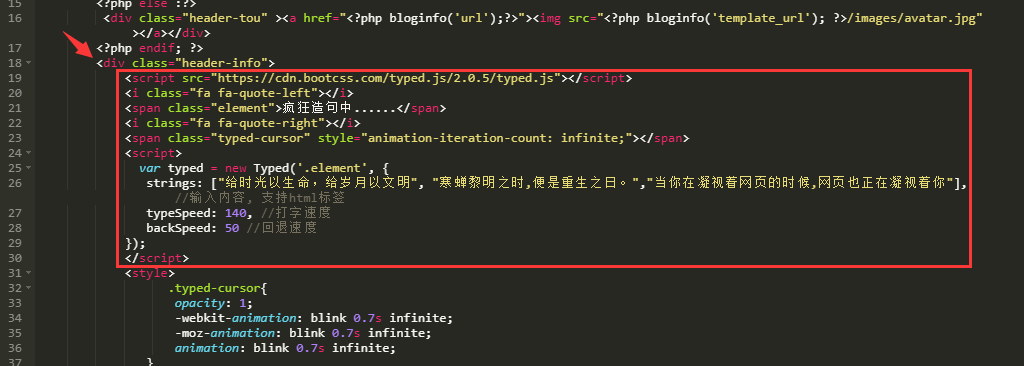 15 <?php else :?>
16 <div class="header-tou" ><a href="<?php bloginfo('url');?>"><img src="<?php bloginfo('template_url'); ?>/images/avatar.jpg"
></a></div>
17 <?php endif; ?>
18 <div class="header-info">
19 <script src="https://cdn.bootcss.com/typed.js/2.0.5/typed.js"></script>
20 <i class="fa fa-quote-left"></i>
21 <span class="element">疯狂造句中......</span>
22 <i class="fa fa-quote-right"></i>
23 <span class="typed-cursor" style="animation-iteration-count: infinite;"></span>
24 <script>
25 var typed = new Typed('.element', {
26 strings: ["给时光以生命，给岁月以文明", "寒蝉黎明之时,便是重生之日。","当你在凝视着网页的时候,网页也正在凝视着你"],
//输入内容, 支持html标签
27 typeSpeed: 140, //打字速度
28 backSpeed: 50 //回退速度
29 });
30 </script>
31 <style>
32 .typed-cursor{
33 opacity: 1;
34 -webkit-animation: blink 0.7s infinite;
35 -moz-animation: blink 0.7s infinite;
36 animation: blink 0.7s infinite;
37 }